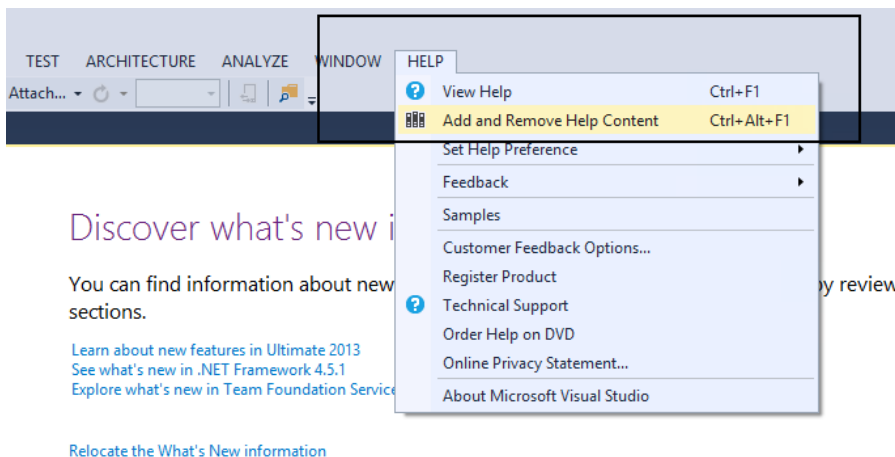 TEST ARCHITECTURE ANALYZE WINDOW HELP
Attach...
View Help Ctrl+F1
Add and Remove Help Content Ctrl+Alt+F1
Set Help Preference
Feedback
Samples
Customer Feedback Options...
Register Product
Technical Support
Order Help on DVD
Online Privacy Statement...
About Microsoft Visual Studio
Discover what's new i
You can find information about new by review
sections.
Learn about new features in Ultimate 2013
See what's new in .NET Framework 4.5.1
Explore what's new in Team Foundation Service
Relocate the What's New information